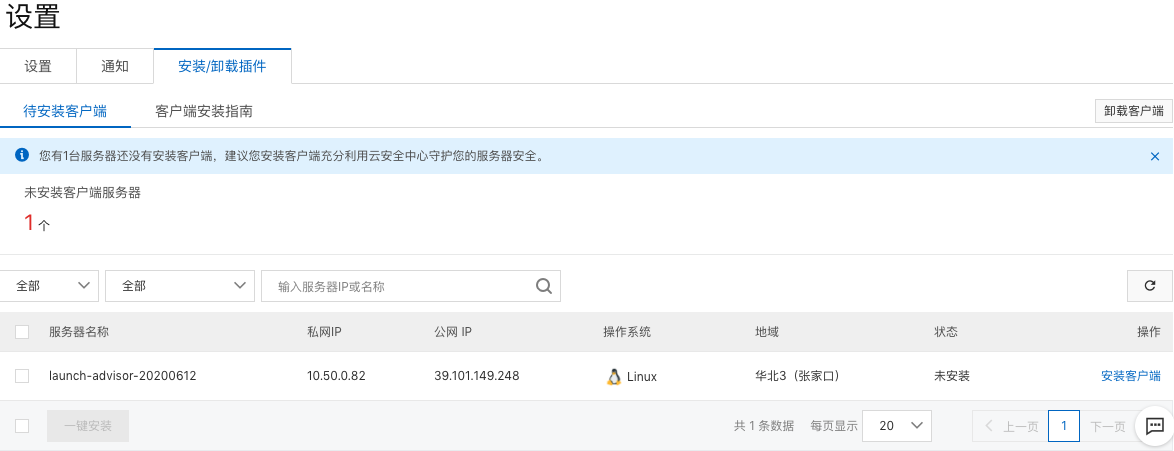 设置
设置 通知 安装/卸载插件
待安装客户端 客户端安装指南 卸载客户端
您有1台服务器还没有安装客户端，建议您安装客户端充分利用云安全中心守护您的服务器安全。
未安装客户端服务器
1 个
全部 全部 输入服务器IP或名称
服务器名称 私网IP 公网 IP 操作系统 地域 状态 操作
launch-advisor-20200612 10.50.0.82 39.101.149.248 Linux 华北3（张家口） 未安装 安装客户端
一键安装 共 1 条数据 每页显示 20 上一页 1 下一页